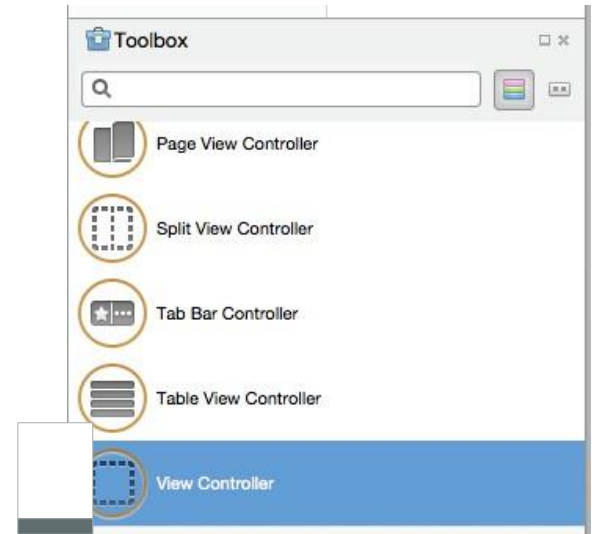 Toolbox
Page View Controller
Split View Controller
Tab Bar Controller
Table View Controller
View Controller